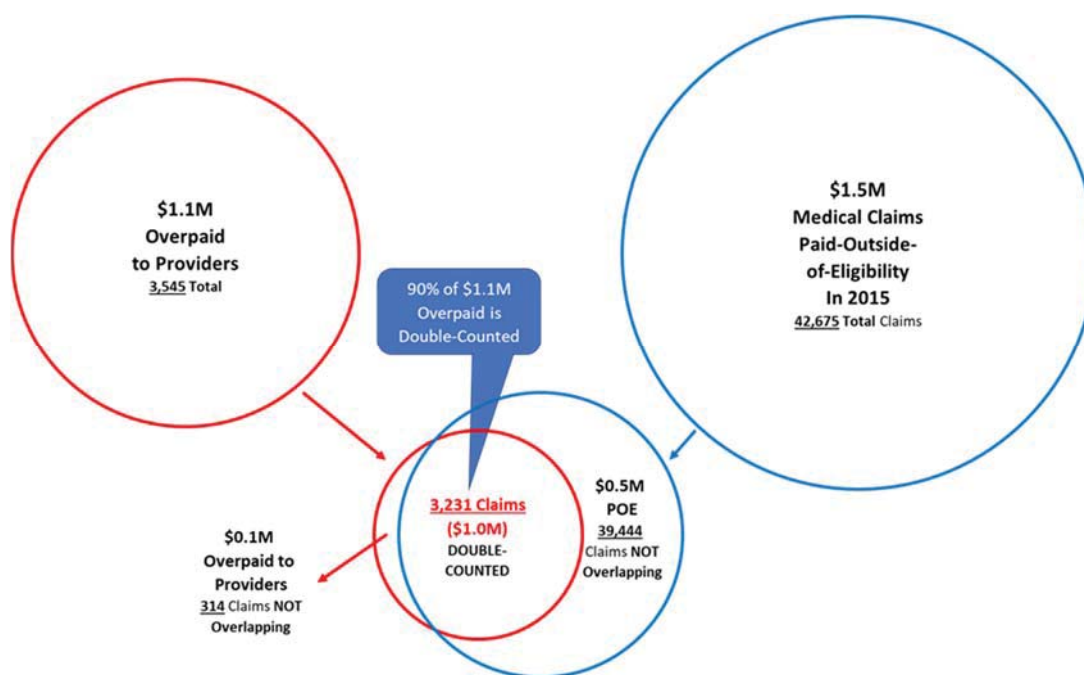 $1.1M
Overpaid
to Providers
3,545 Total
$1.5M
Medical Claims
Paid-Outside-
of-Eligibility
In 2015
42,675 Total Claims
90% of $1.1M
Overpaid is
Double-Counted
3,231 Claims
($1.0M)
DOUBLE-
COUNTED
$0.5M
POE
39,444
Claims NOT
Overlapping
$0.1M
Overpaid to
Providers
314 Claims NOT
Overlapping